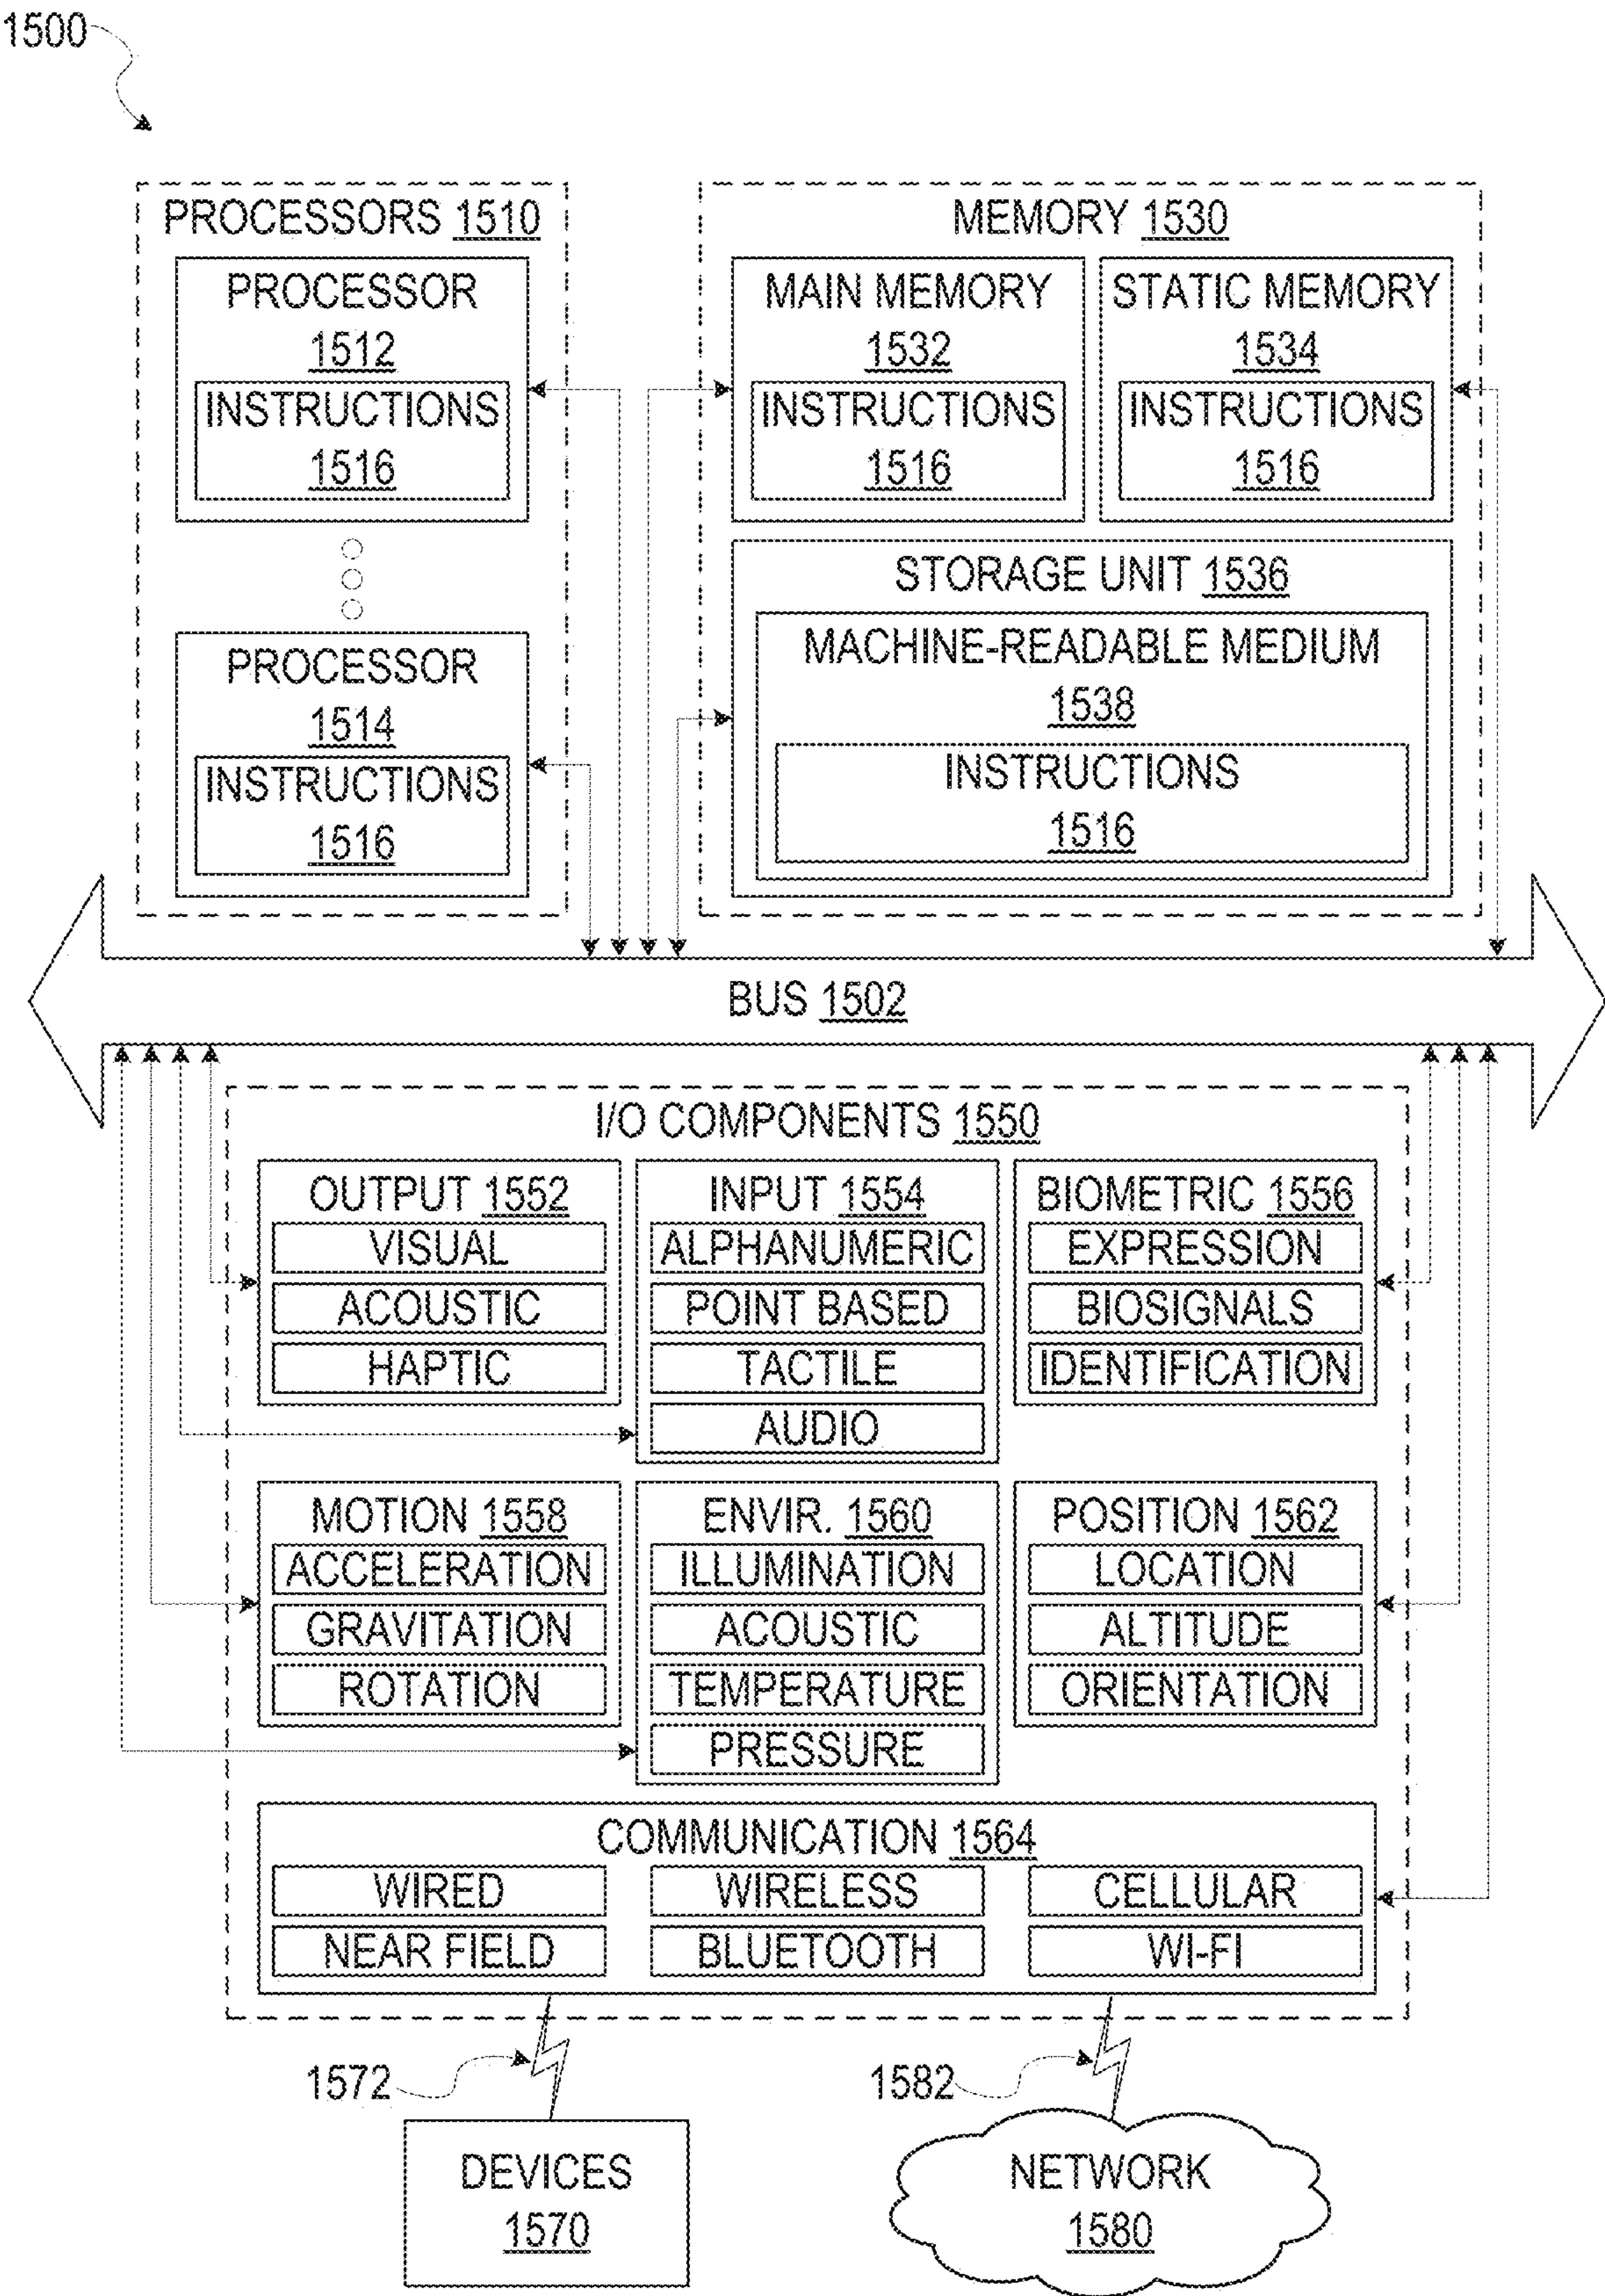 1500
PROCESSORS 1510
PROCESSOR
1512
INSTRUCTIONS
1516
PROCESSOR
1514
INSTRUCTIONS
1516
MEMORY 1530
MAIN MEMORY
1532
INSTRUCTIONS
1516
STATIC MEMORY
1534
INSTRUCTIONS
1516
STORAGE UNIT 1536
MACHINE-READABLE MEDIUM
1538
INSTRUCTIONS
1516
BUS 1502
I/O COMPONENTS 1550
OUTPUT 1552
VISUAL
ACOUSTIC
HAPTIC
INPUT 1554
ALPHANUMERIC
POINT BASED
TACTILE
AUDIO
BIOMETRIC 1556
EXPRESSION
BIOSIGNALS
IDENTIFICATION
MOTION 1558
ACCELERATION
GRAVITATION
ROTATION
ENVIR. 1560
ILLUMINATION
ACOUSTIC
TEMPERATURE
PRESSURE
POSITION 1562
LOCATION
ALTITUDE
ORIENTATION
COMMUNICATION 1564
WIRED
WIRELESS
CELLULAR
NEAR FIELD
BLUETOOTH
WI-FI
1572
1582
DEVICES
1570
NETWORK
1580